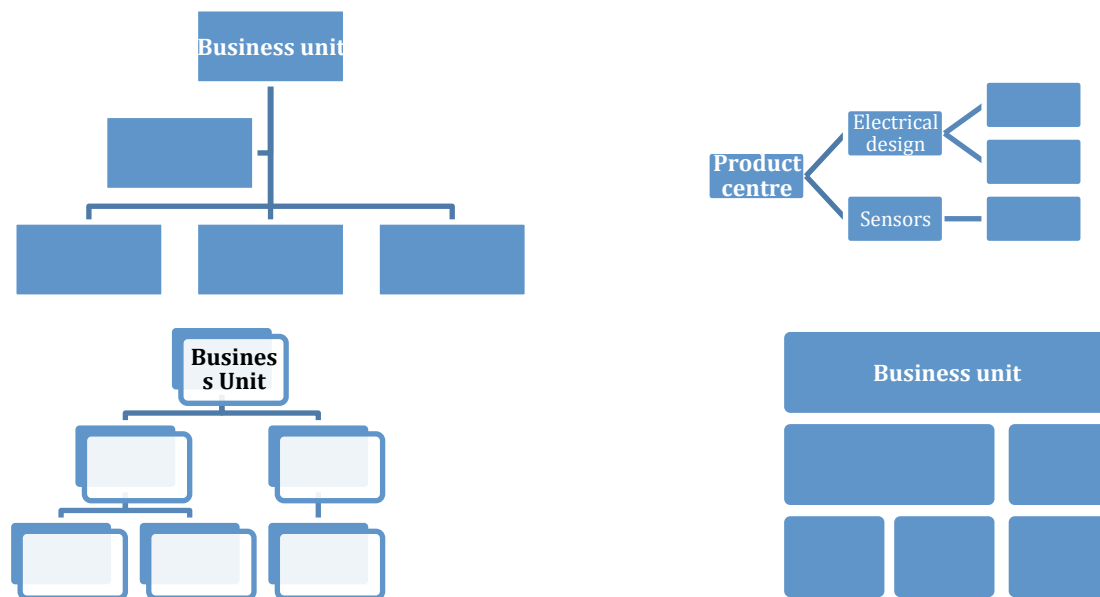 Business unit
Electrical
design
Product
centre
Sensors
Busines
s Unit
Business unit